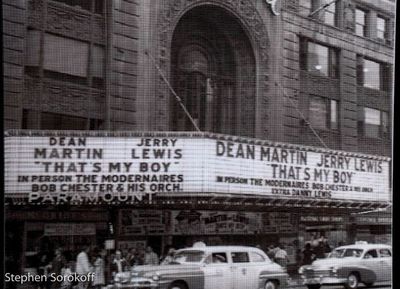 DEAN JERRY
MARTIN LEWIS
"THAT'S MY BOY"
IN PERSON THE MODERNAIRES
BOB CHESTER & HIS ORCH.
PARAMOUNT
DEAN MARTIN JERRY LEWIS
"THAT'S MY BOY"
IN PERSON THE MODERNAIRES BOB CHESTER & HIS ORCH.
EXTRA DANNY LEWIS
Stephen Sorokoff